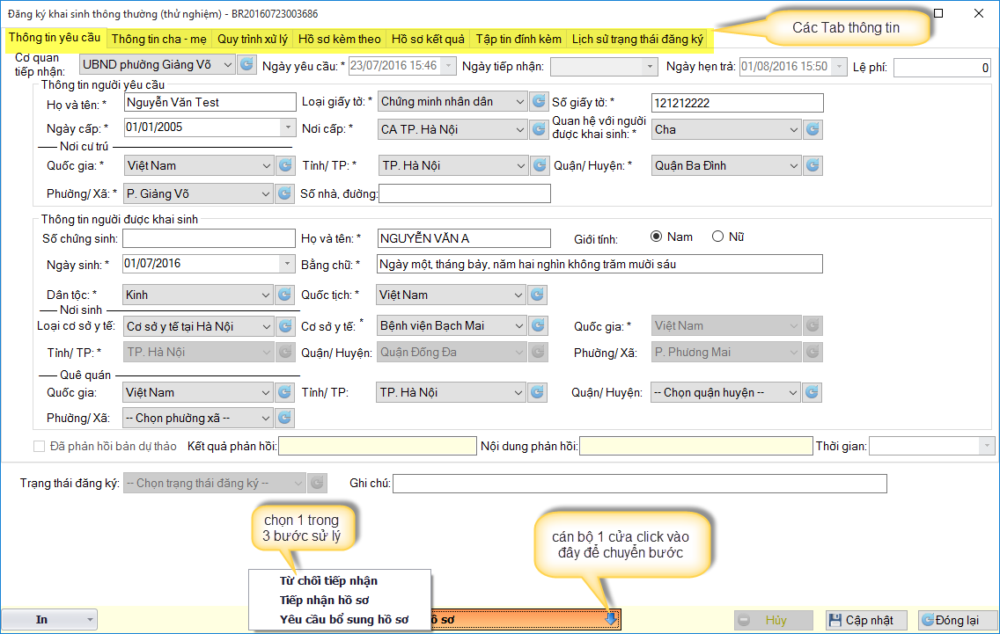 Đăng ký khai sinh thông thường (thử nghiệm) - BR20160723003686
Các Tab thông tin
Thông tin yêu cầu Thông tin cha - mẹ Quy trình xử lý Hồ sơ kèm theo Hồ sơ kết quả Tập tin đính kèm Lịch sử trạng thái đăng ký
Cơ quan
tiếp nhận: UBND phường Giảng Võ Ngày yêu cầu: * 23/07/2016 15:46 Ngày tiếp nhận: Ngày hẹn trả: 01/08/2016 15:50 Lệ phí: 0
Thông tin người yêu cầu
Họ và tên: * Nguyễn Văn Test Loại giấy tờ: * Chứng minh nhân dân Số giấy tờ: * 121212222
Ngày cấp: * 01/01/2005 Nơi cấp: * CA TP. Hà Nội Quan hệ với người
được khai sinh: * Cha
Nơi cư trú
Quốc gia: * Việt Nam Tỉnh/ TP: * TP. Hà Nội Quận/ Huyện: * Quận Ba Đình
Phường/ Xã: * P. Giảng Võ Số nhà, đường:
Thông tin người được khai sinh
Số chứng sinh: Họ và tên: * NGUYỄN VĂN A Giới tính: Nam Nữ
Ngày sinh: * 01/07/2016 Bằng chữ: * Ngày một, tháng bảy, năm hai nghìn không trăm mười sáu
Dân tộc: * Kinh Quốc tịch: * Việt Nam
Nơi sinh
Loại cơ sở y tế: Cơ sở y tế tại Hà Nội Cơ sở y tế: * Bệnh viện Bạch Mai Quốc gia: * Việt Nam
Tỉnh/ TP: * TP. Hà Nội Quận/ Huyện: Quận Đống Đa Phường/ Xã: P. Phương Mai
Quê quán
Quốc gia: Việt Nam Tỉnh/ TP: TP. Hà Nội Quận/ Huyện: -- Chọn quận huyện --
Phường/ Xã: -- Chọn phường xã --
Đã phản hồi bản dự thảo Kết quả phản hồi: Nội dung phản hồi: Thời gian:
Trạng thái đăng ký: -- Chọn trạng thái đăng ký -- Ghi chú:
chọn 1 trong
3 bước sử lý
cán bộ 1 cửa click vào
đây để chuyển bước
Từ chối tiếp nhận
Tiếp nhận hồ sơ
Yêu cầu bổ sung hồ sơ
In hồ sơ Hủy Cập nhật Đóng lại